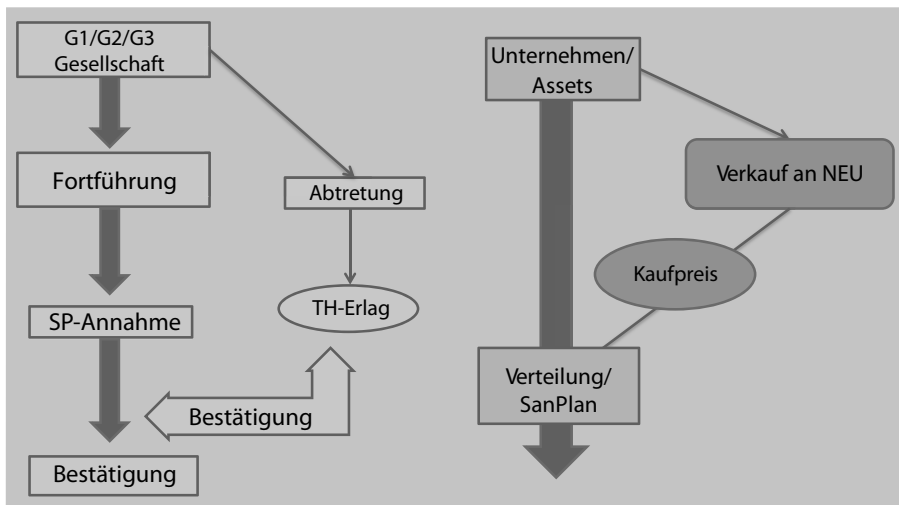 G1/G2/G3
Gesellschaft
Fortführung
Abtretung
TH-Erlag
SP-Annahme
Bestätigung
Bestätigung
Unternehmen/
Assets
Verkauf an NEU
Kaufpreis
Verteilung/
SanPlan